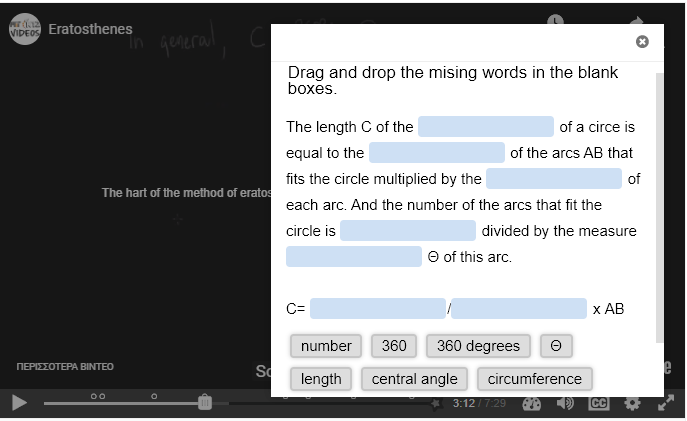 Eratosthenes
in general, C
Drag and drop the mising words in the blank
boxes.
The length C of the of a circe is
equal to the of the arcs AB that
fits the circle multiplied by the of
each arc. And the number of the arcs that fit the
circle is divided by the measure
Θ of this arc.
C= / x AB
number 360 360 degrees Θ
length central angle circumference
The hart of the method of eratos
ΠΕΡΙΣΣΟΤΕΡΑ ΒΙΝΤΕΟ
3:12 / 7:29 CC